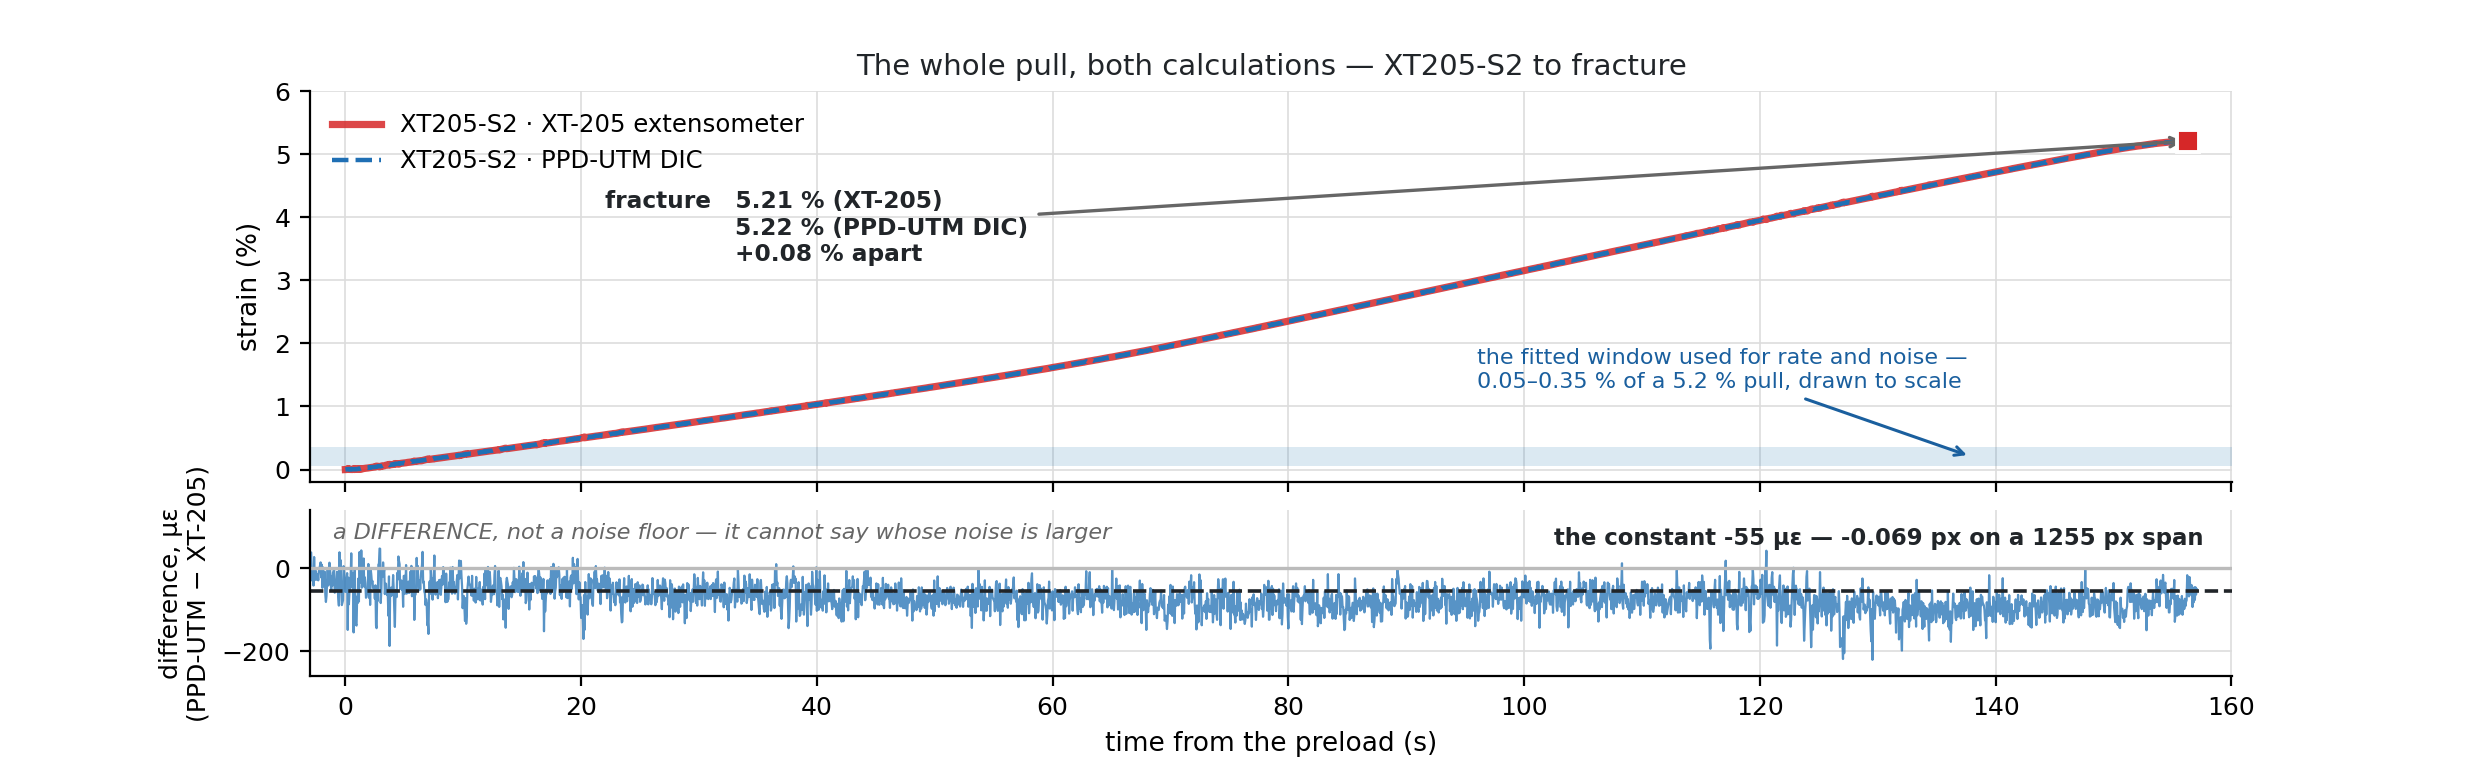 The whole pull, both calculations — XT205-S2 to fracture
6
5
4
3
2
1
0
strain (%)
XT205-S2 · XT-205 extensometer
XT205-S2 · PPD-UTM DIC
fracture 5.21 % (XT-205)
5.22 % (PPD-UTM DIC)
+0.08 % apart
the fitted window used for rate and noise —
0.05–0.35 % of a 5.2 % pull, drawn to scale
difference, με
(PPD-UTM — XT-205)
a DIFFERENCE, not a noise floor — it cannot say whose noise is larger
the constant -55 με — -0.069 px on a 1255 px span
0
−200
0 20 40 60 80 100 120 140 160
time from the preload (s)